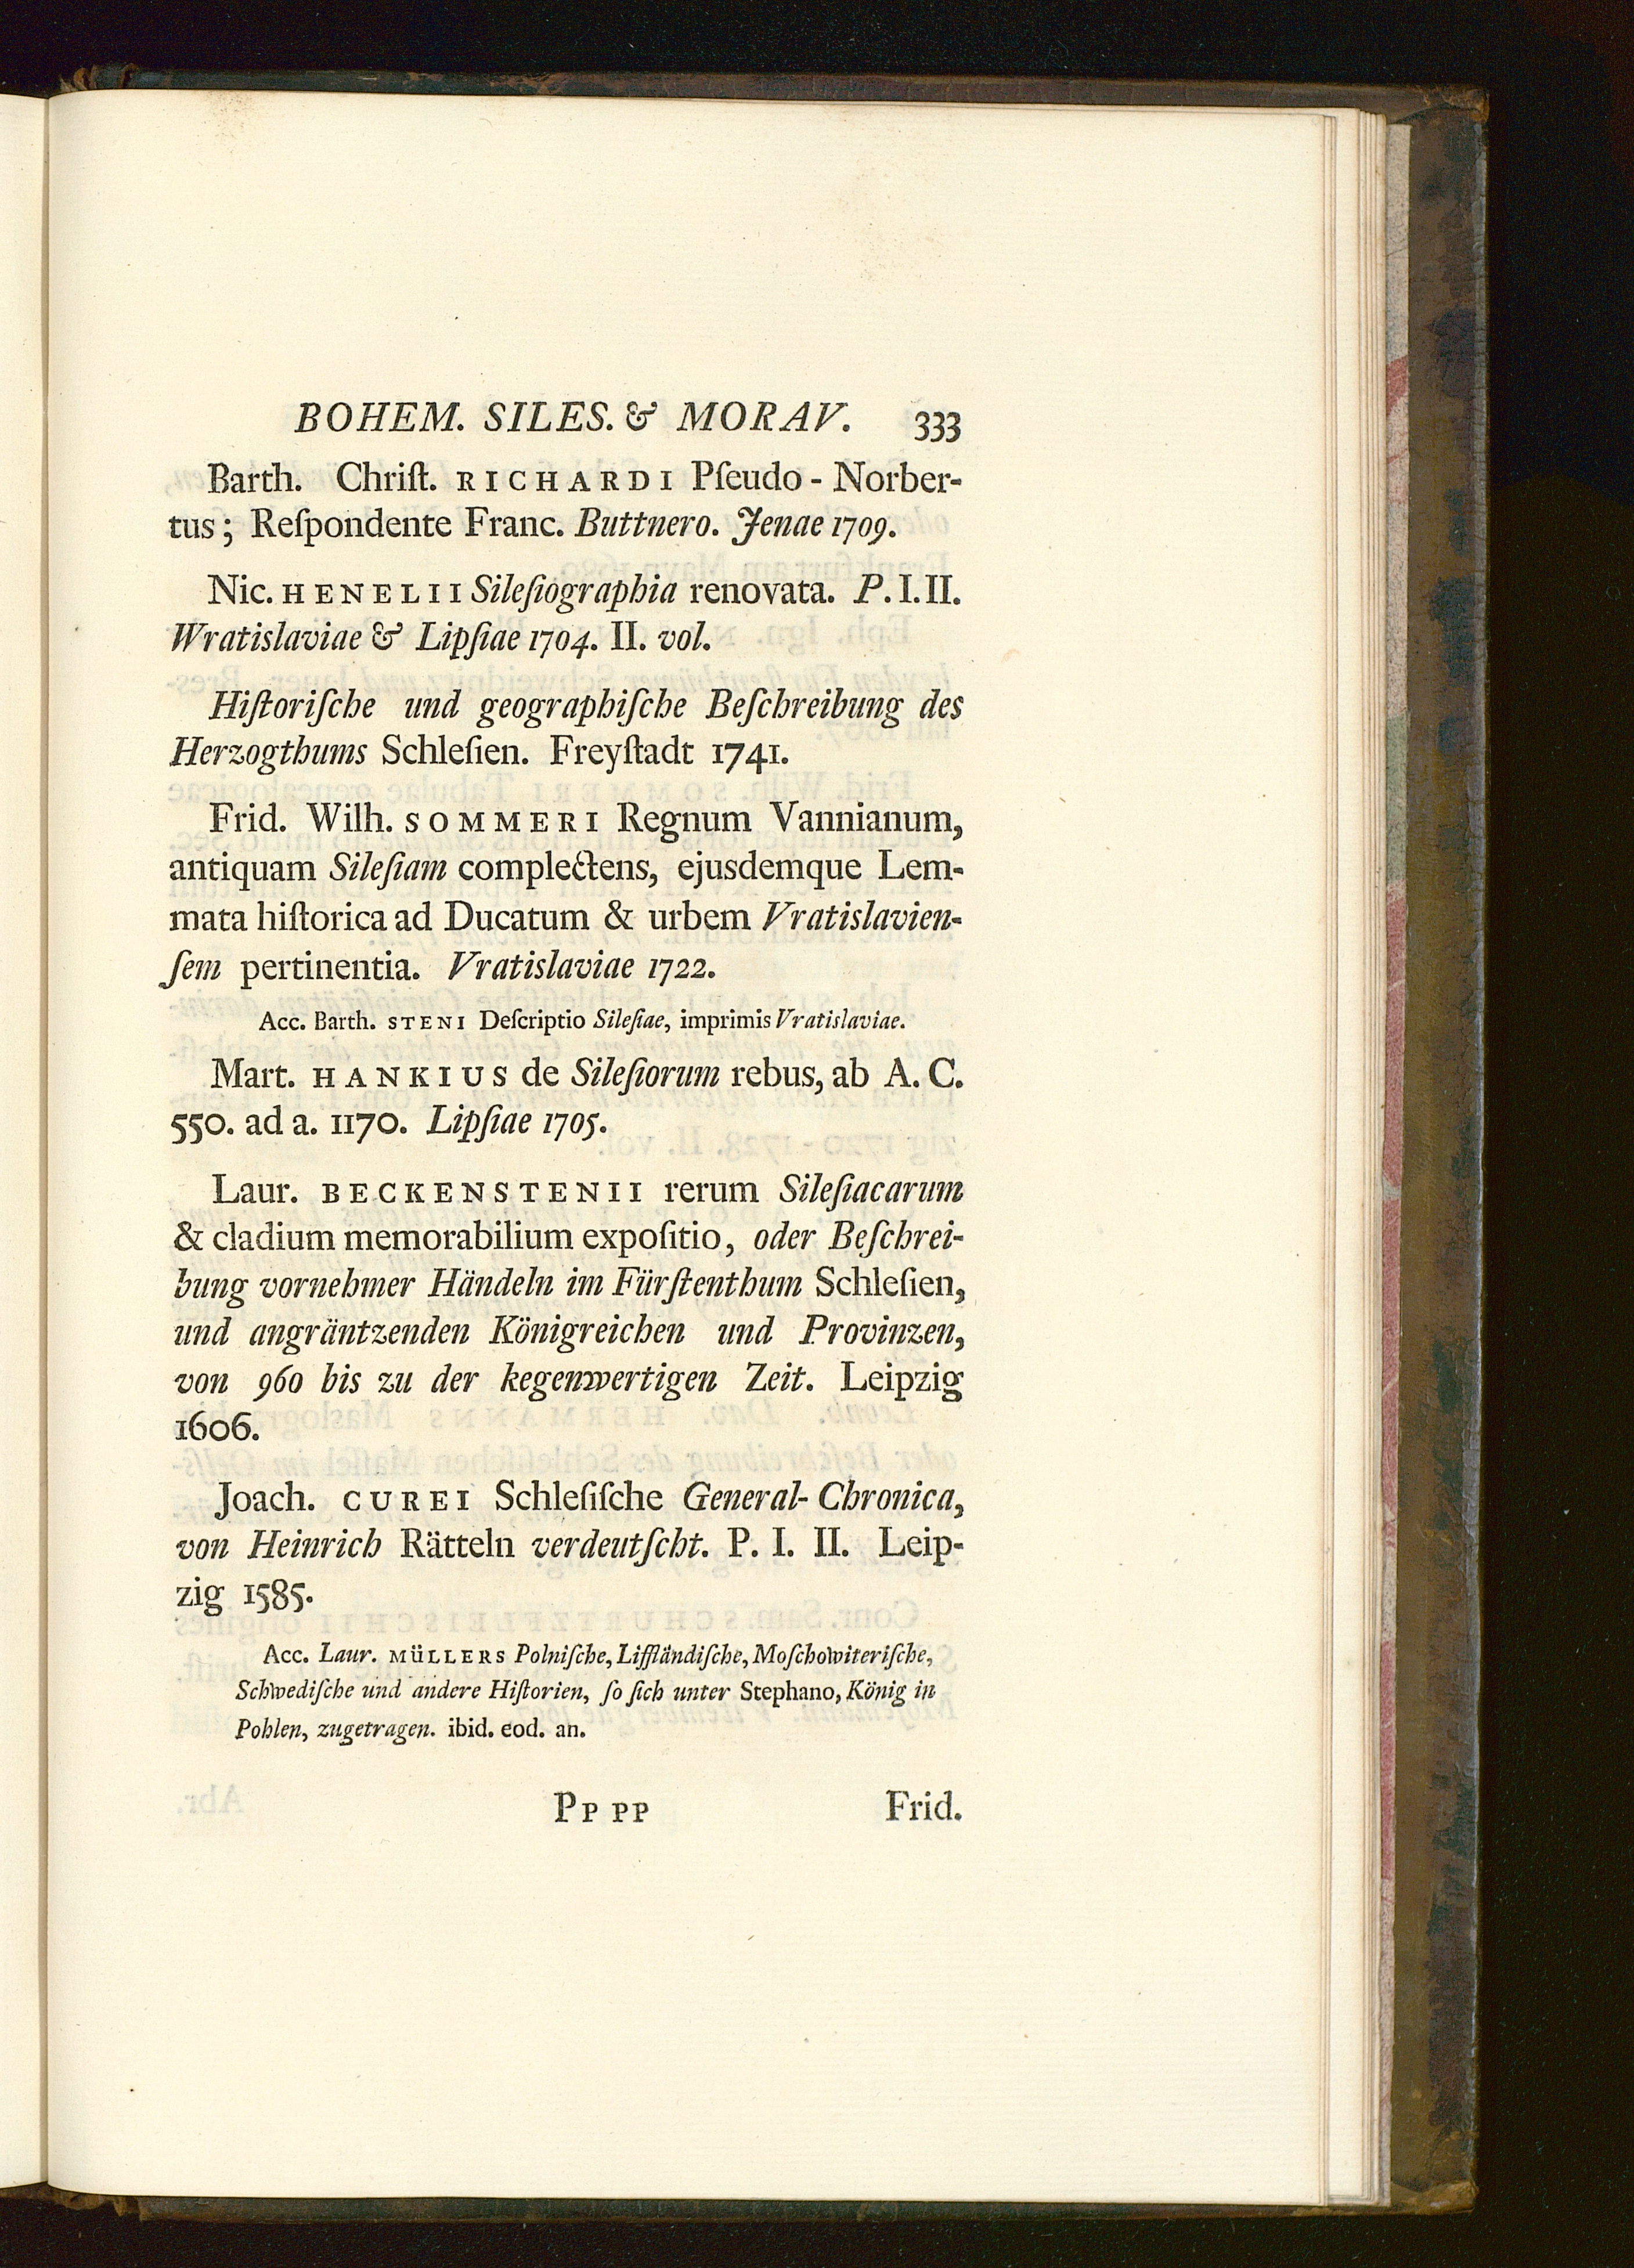 BOHEM. SILES. & MORAV. 333
Barth. Chriſt. RICHARDI Pſeudo - Norber-
tus; Reſpondente Franc. Buttnero. Jenae 1709.
Nic. HENELII Sileſiographia renovata. P. I. II.
Wratislaviae & Lipſiae 1704. II. vol.
Hiſtoriſche und geographiſche Beſchreibung des
Herzogthums Schleſien. Freyſtadt 1741.
Frid. Wilh. SOMMERI Regnum Vannianum,
antiquam Sileſiam complectens, ejusdemque Lem-
mata hiſtorica ad Ducatum & urbem Vratislavien-
ſem pertinentia. Vratislaviae 1722.
Acc. Barth. STENI Deſcriptio Sileſiae, imprimis Vratislaviae.
Mart. HANKIUS de Sileſiorum rebus, ab A. C.
550. ad a. 1170. Lipſiae 1705.
Laur. BECKENSTENII rerum Sileſiacarum
& cladium memorabilium expoſitio, oder Beſchrei-
bung vornehmer Händeln im Fürſtenthum Schleſien,
und angräntzenden Königreichen und Provinzen,
von 960 bis zu der kegenwertigen Zeit. Leipzig
1606.
Joach. CUREI Schleſiſche General-Chronica,
von Heinrich Rätteln verdeutſcht. P. I. II. Leip-
zig 1585.
Acc. Laur. MÜLLERS Polniſche, Liffländiſche, Moſchowiteriſche,
Schwediſche und andere Hiſtorien, ſo ſich unter Stephano, König in
Pohlen, zugetragen. ibid. eod. an.
Pp pp Frid.